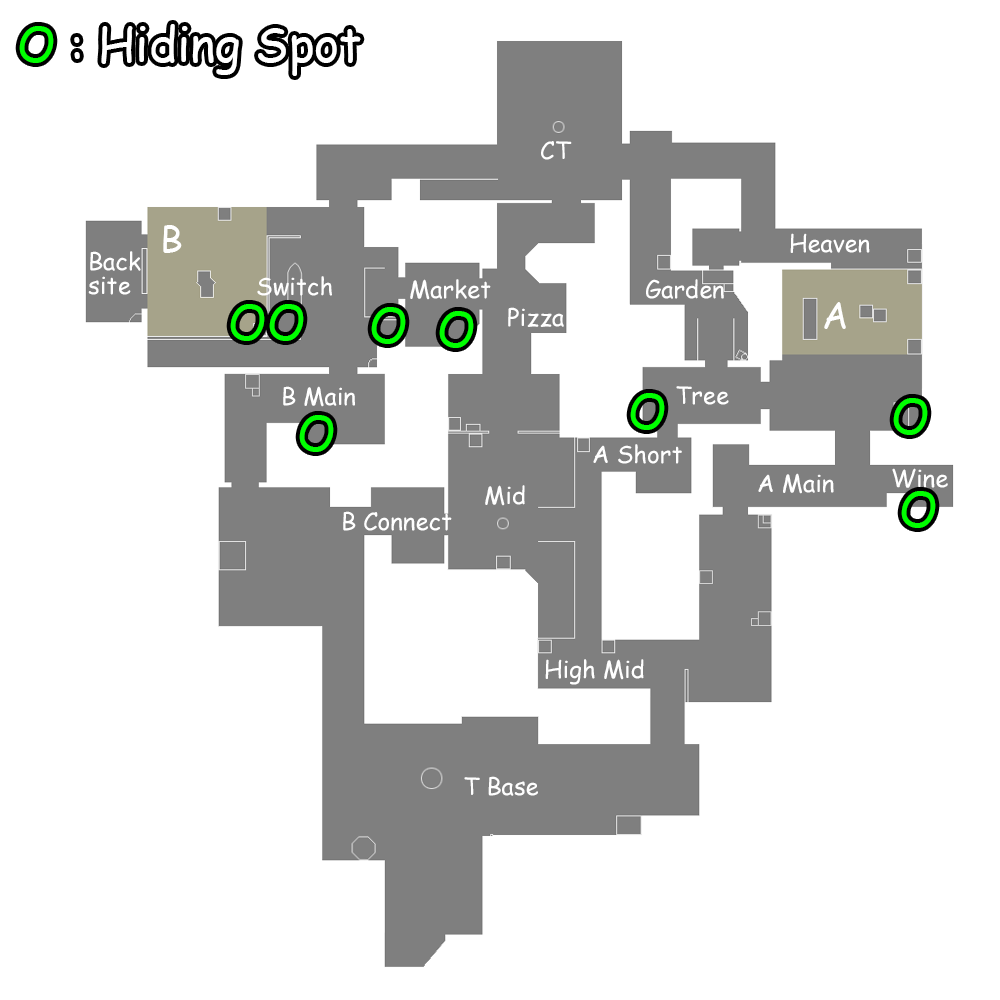 O : Hiding Spot
CT
B
Heaven
Back
site
Switch
Market
Garden
Pizza
A
B Main
Tree
A Short
Wine
A Main
Mid
B Connect
High Mid
T Base